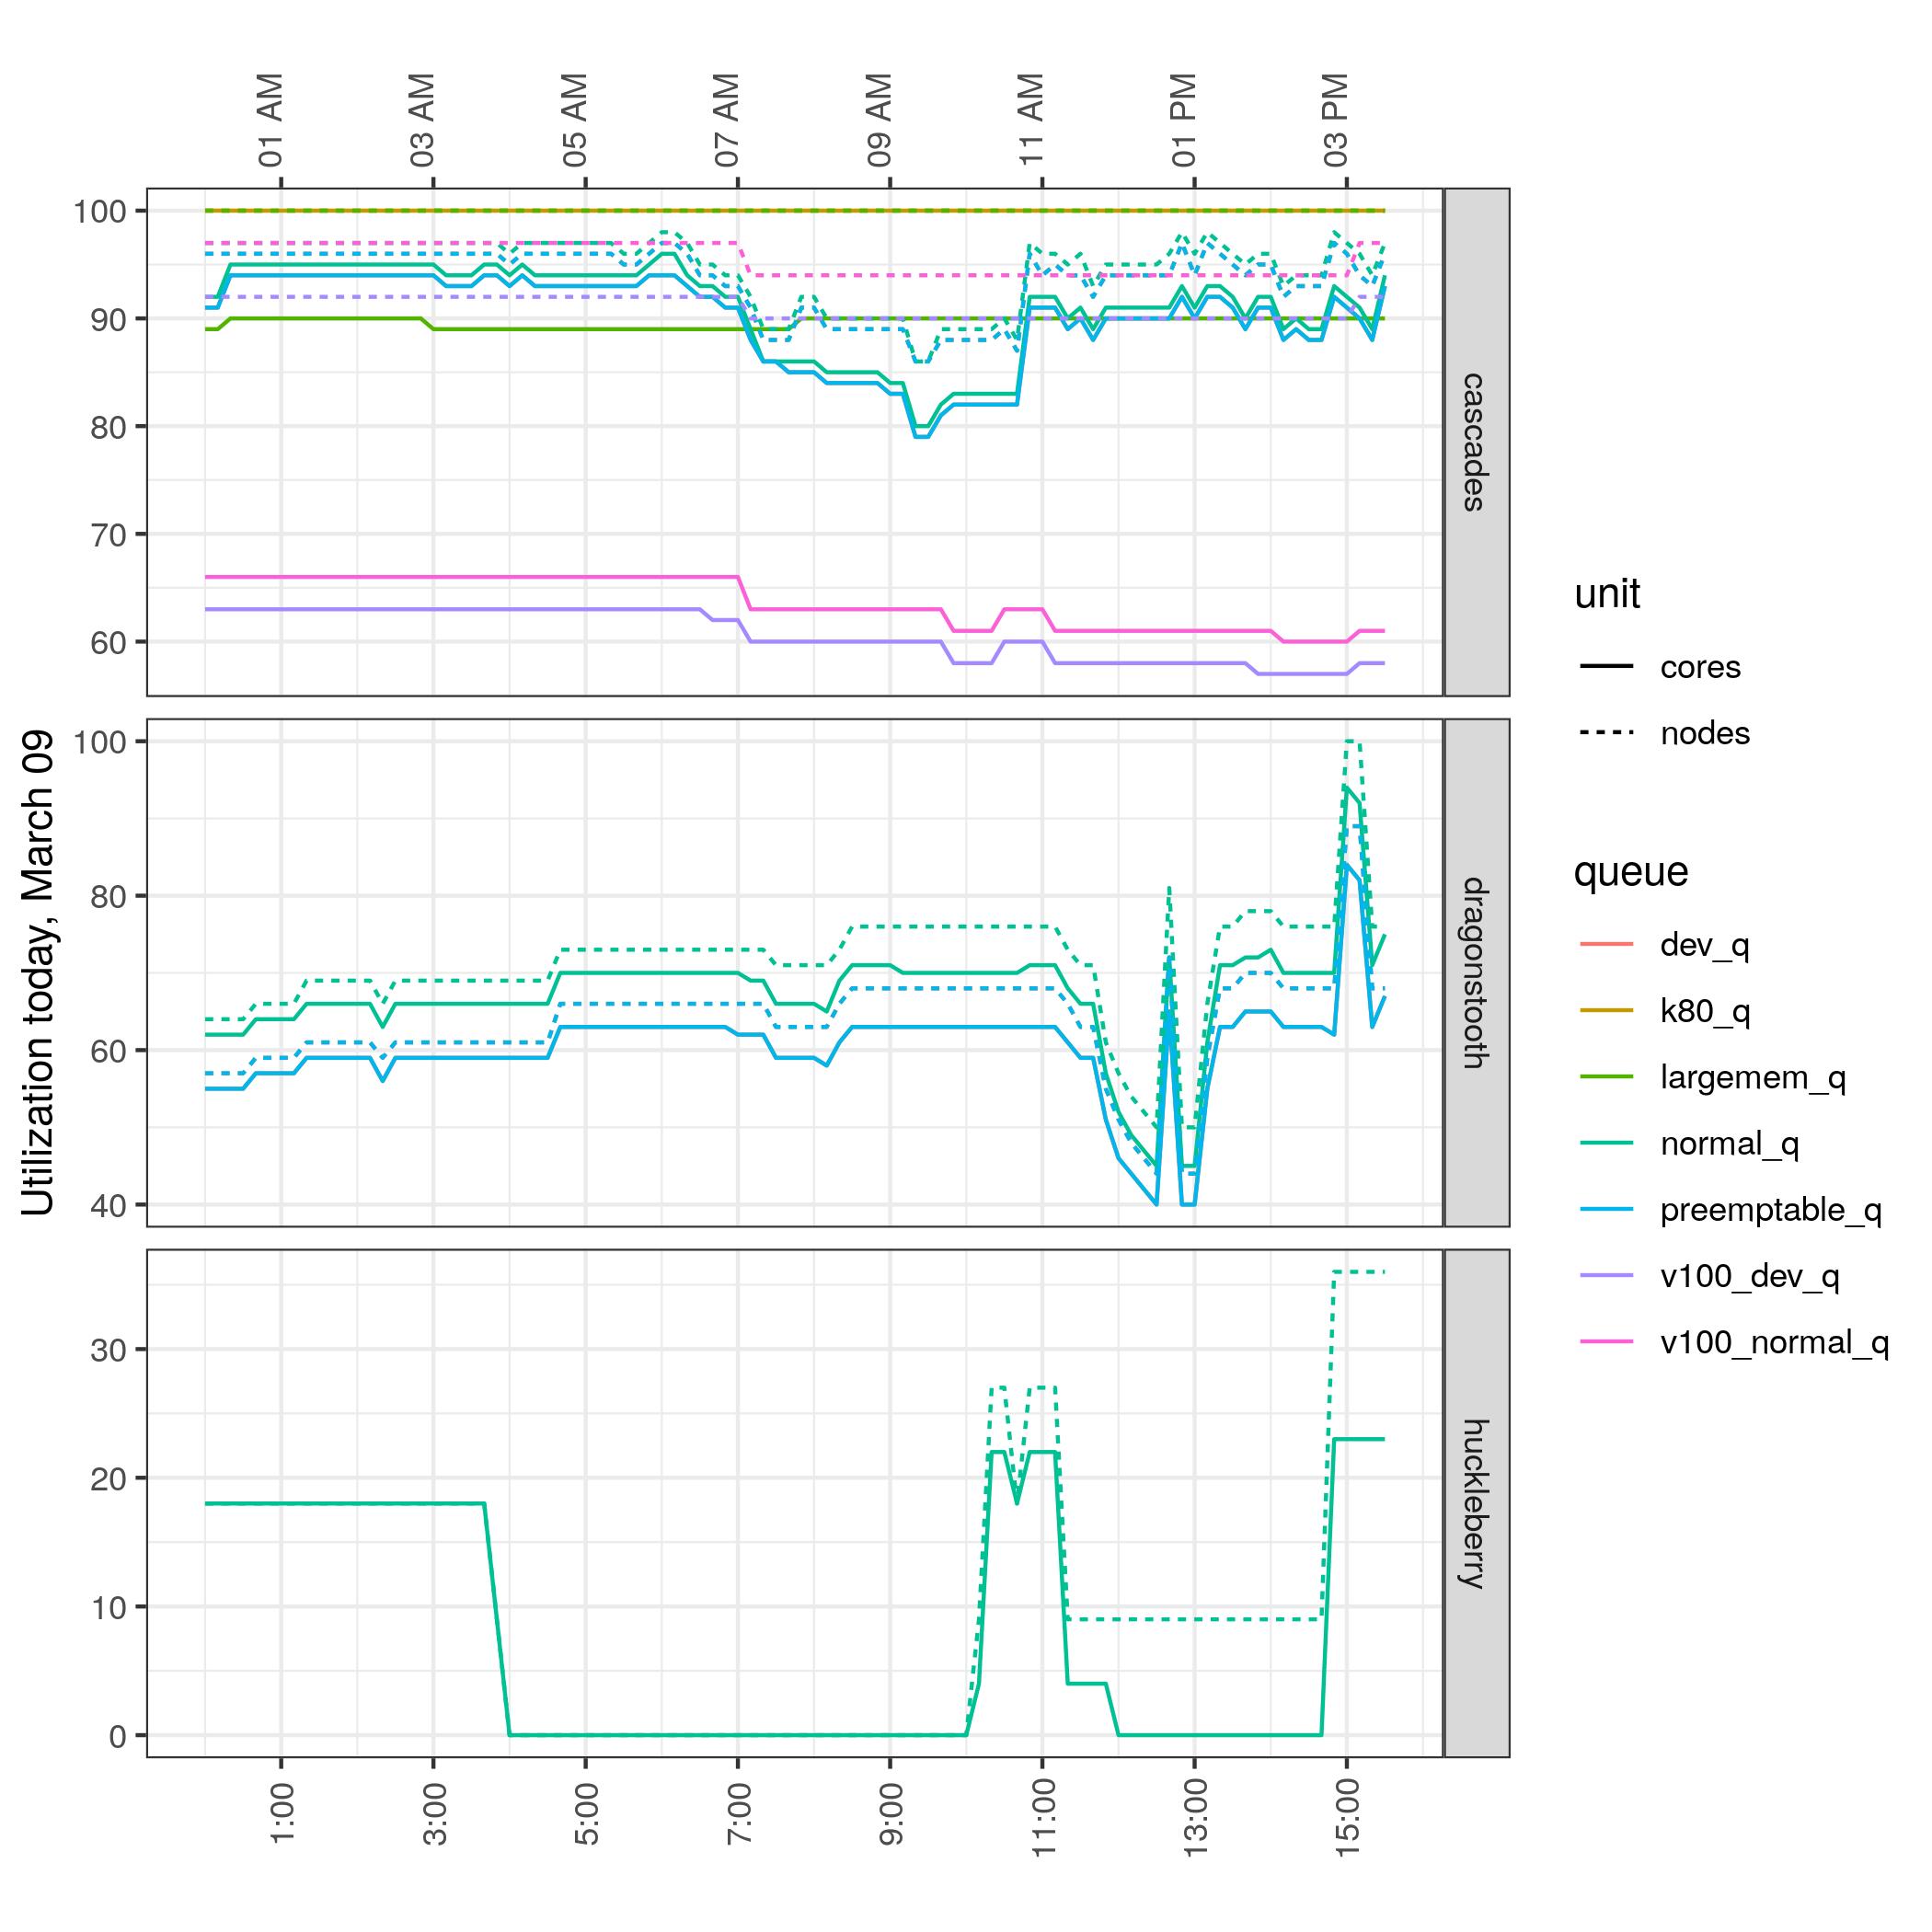 01 AM
03 AM
05 AM
07 AM
09 AM
11 AM
01 PM
03 PM
Utilization today, March 09
100
90
80
70
60
cascades
100
80
60
40
dragonstooth
30
20
10
0
huckleberry
1:00
3:00
5:00
7:00
9:00
11:00
13:00
15:00
unit
cores
nodes
queue
dev_q
k80_q
largemem_q
normal_q
preemptable_q
v100_dev_q
v100_normal_q